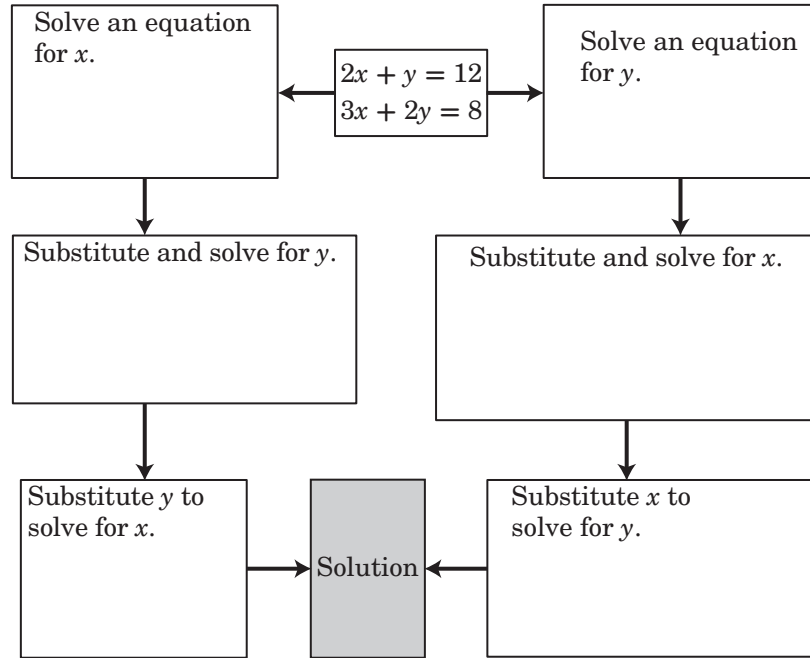 Solve an equation
for x.
2x + y = 12
3x + 2y = 8
Solve an equation
for y.
Substitute and solve for y.
Substitute and solve for x.
Substitute y to
solve for x.
Solution
Substitute x to
solve for y.